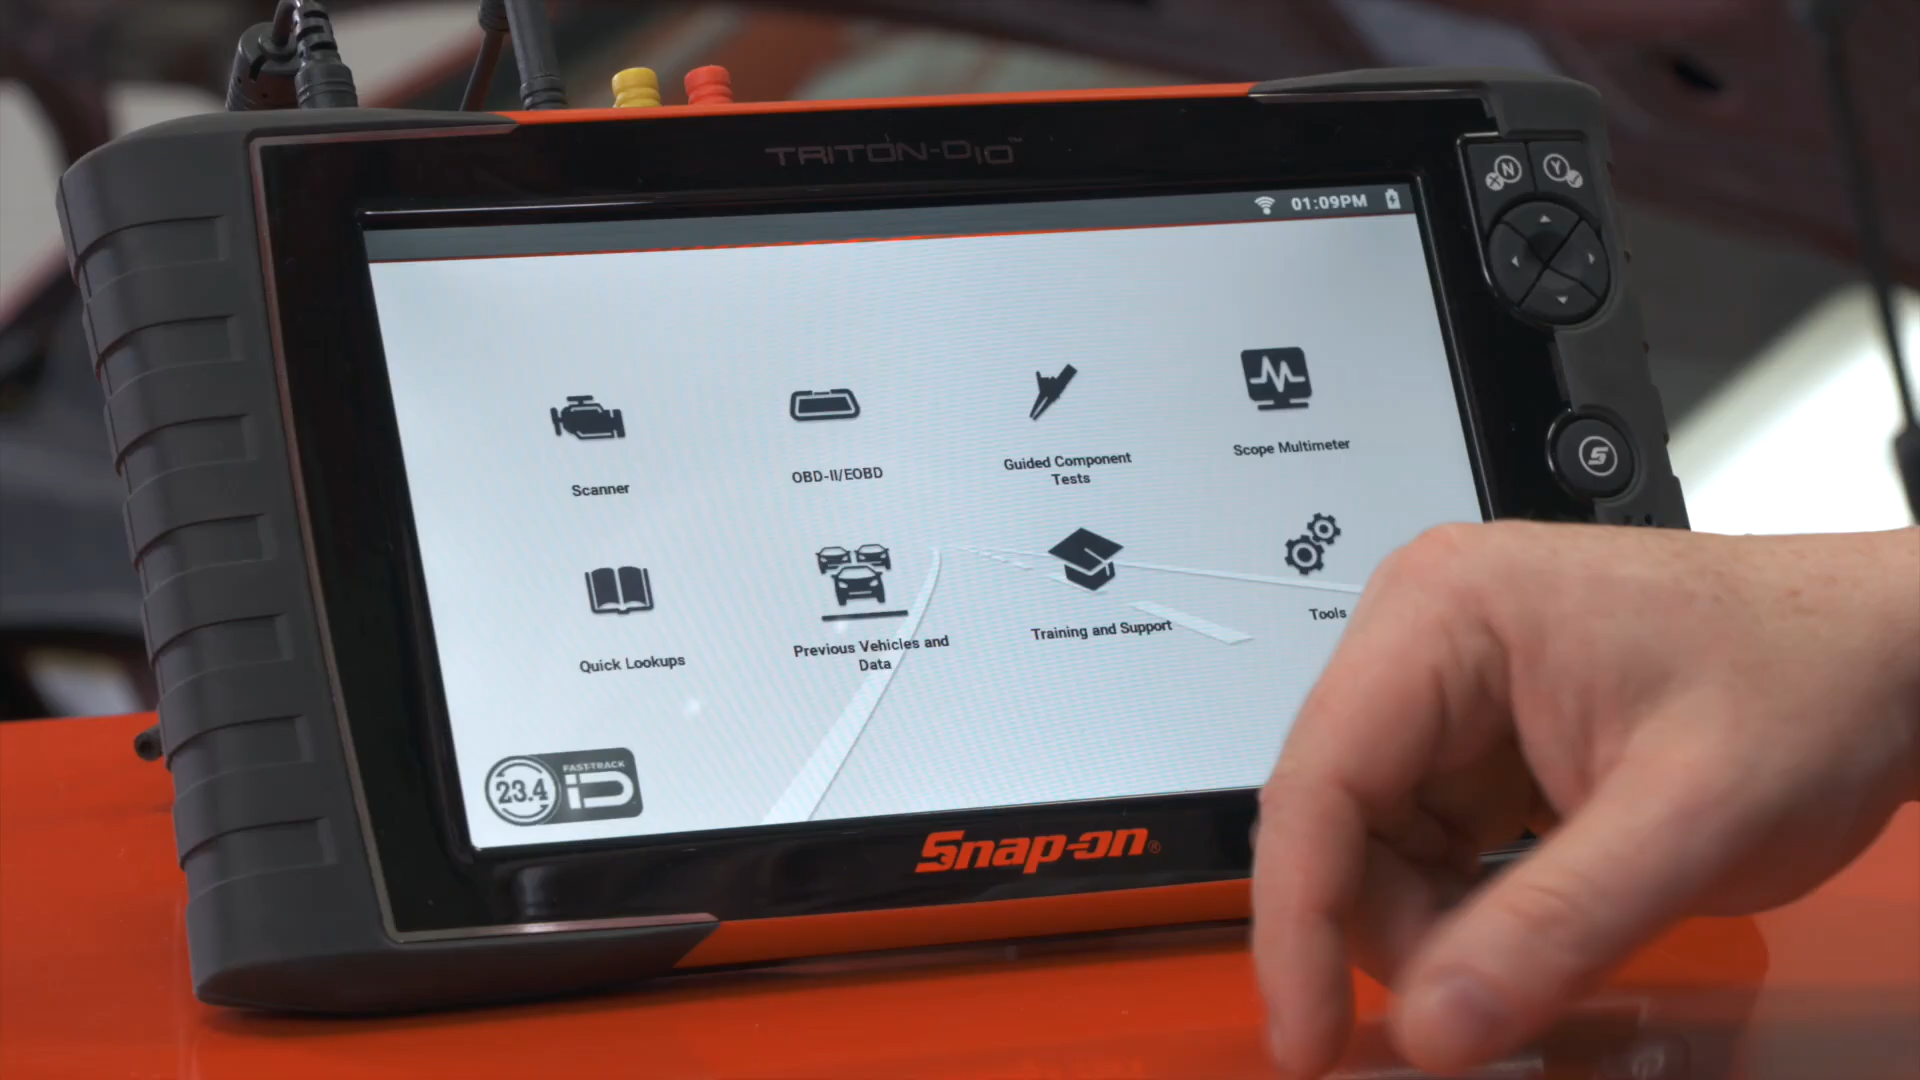 TRITON-D10™
01:09PM
N
X
Y
Scanner
OBD-II/EOBD
Guided Component
Tests
Scope Multimeter
Quick Lookups
Previous Vehicles and
Data
Training and Support
Tools
23.4
FAST-TRACK
iD
Snap-on®
S